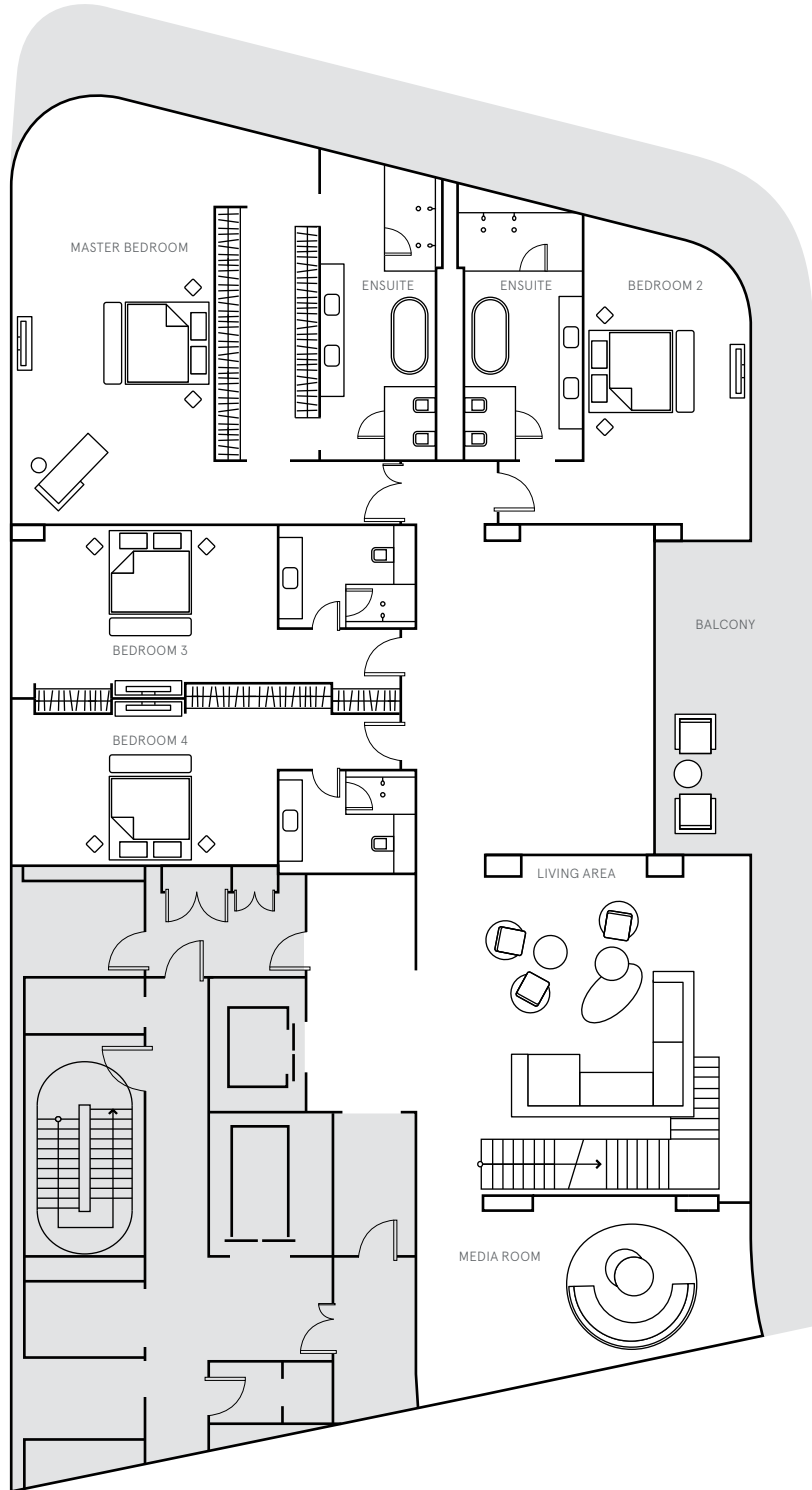 MASTER BEDROOM
ENSUITE
ENSUITE
BEDROOM 2
BEDROOM 3
BALCONY
BEDROOM 4
LIVING AREA
MEDIA ROOM